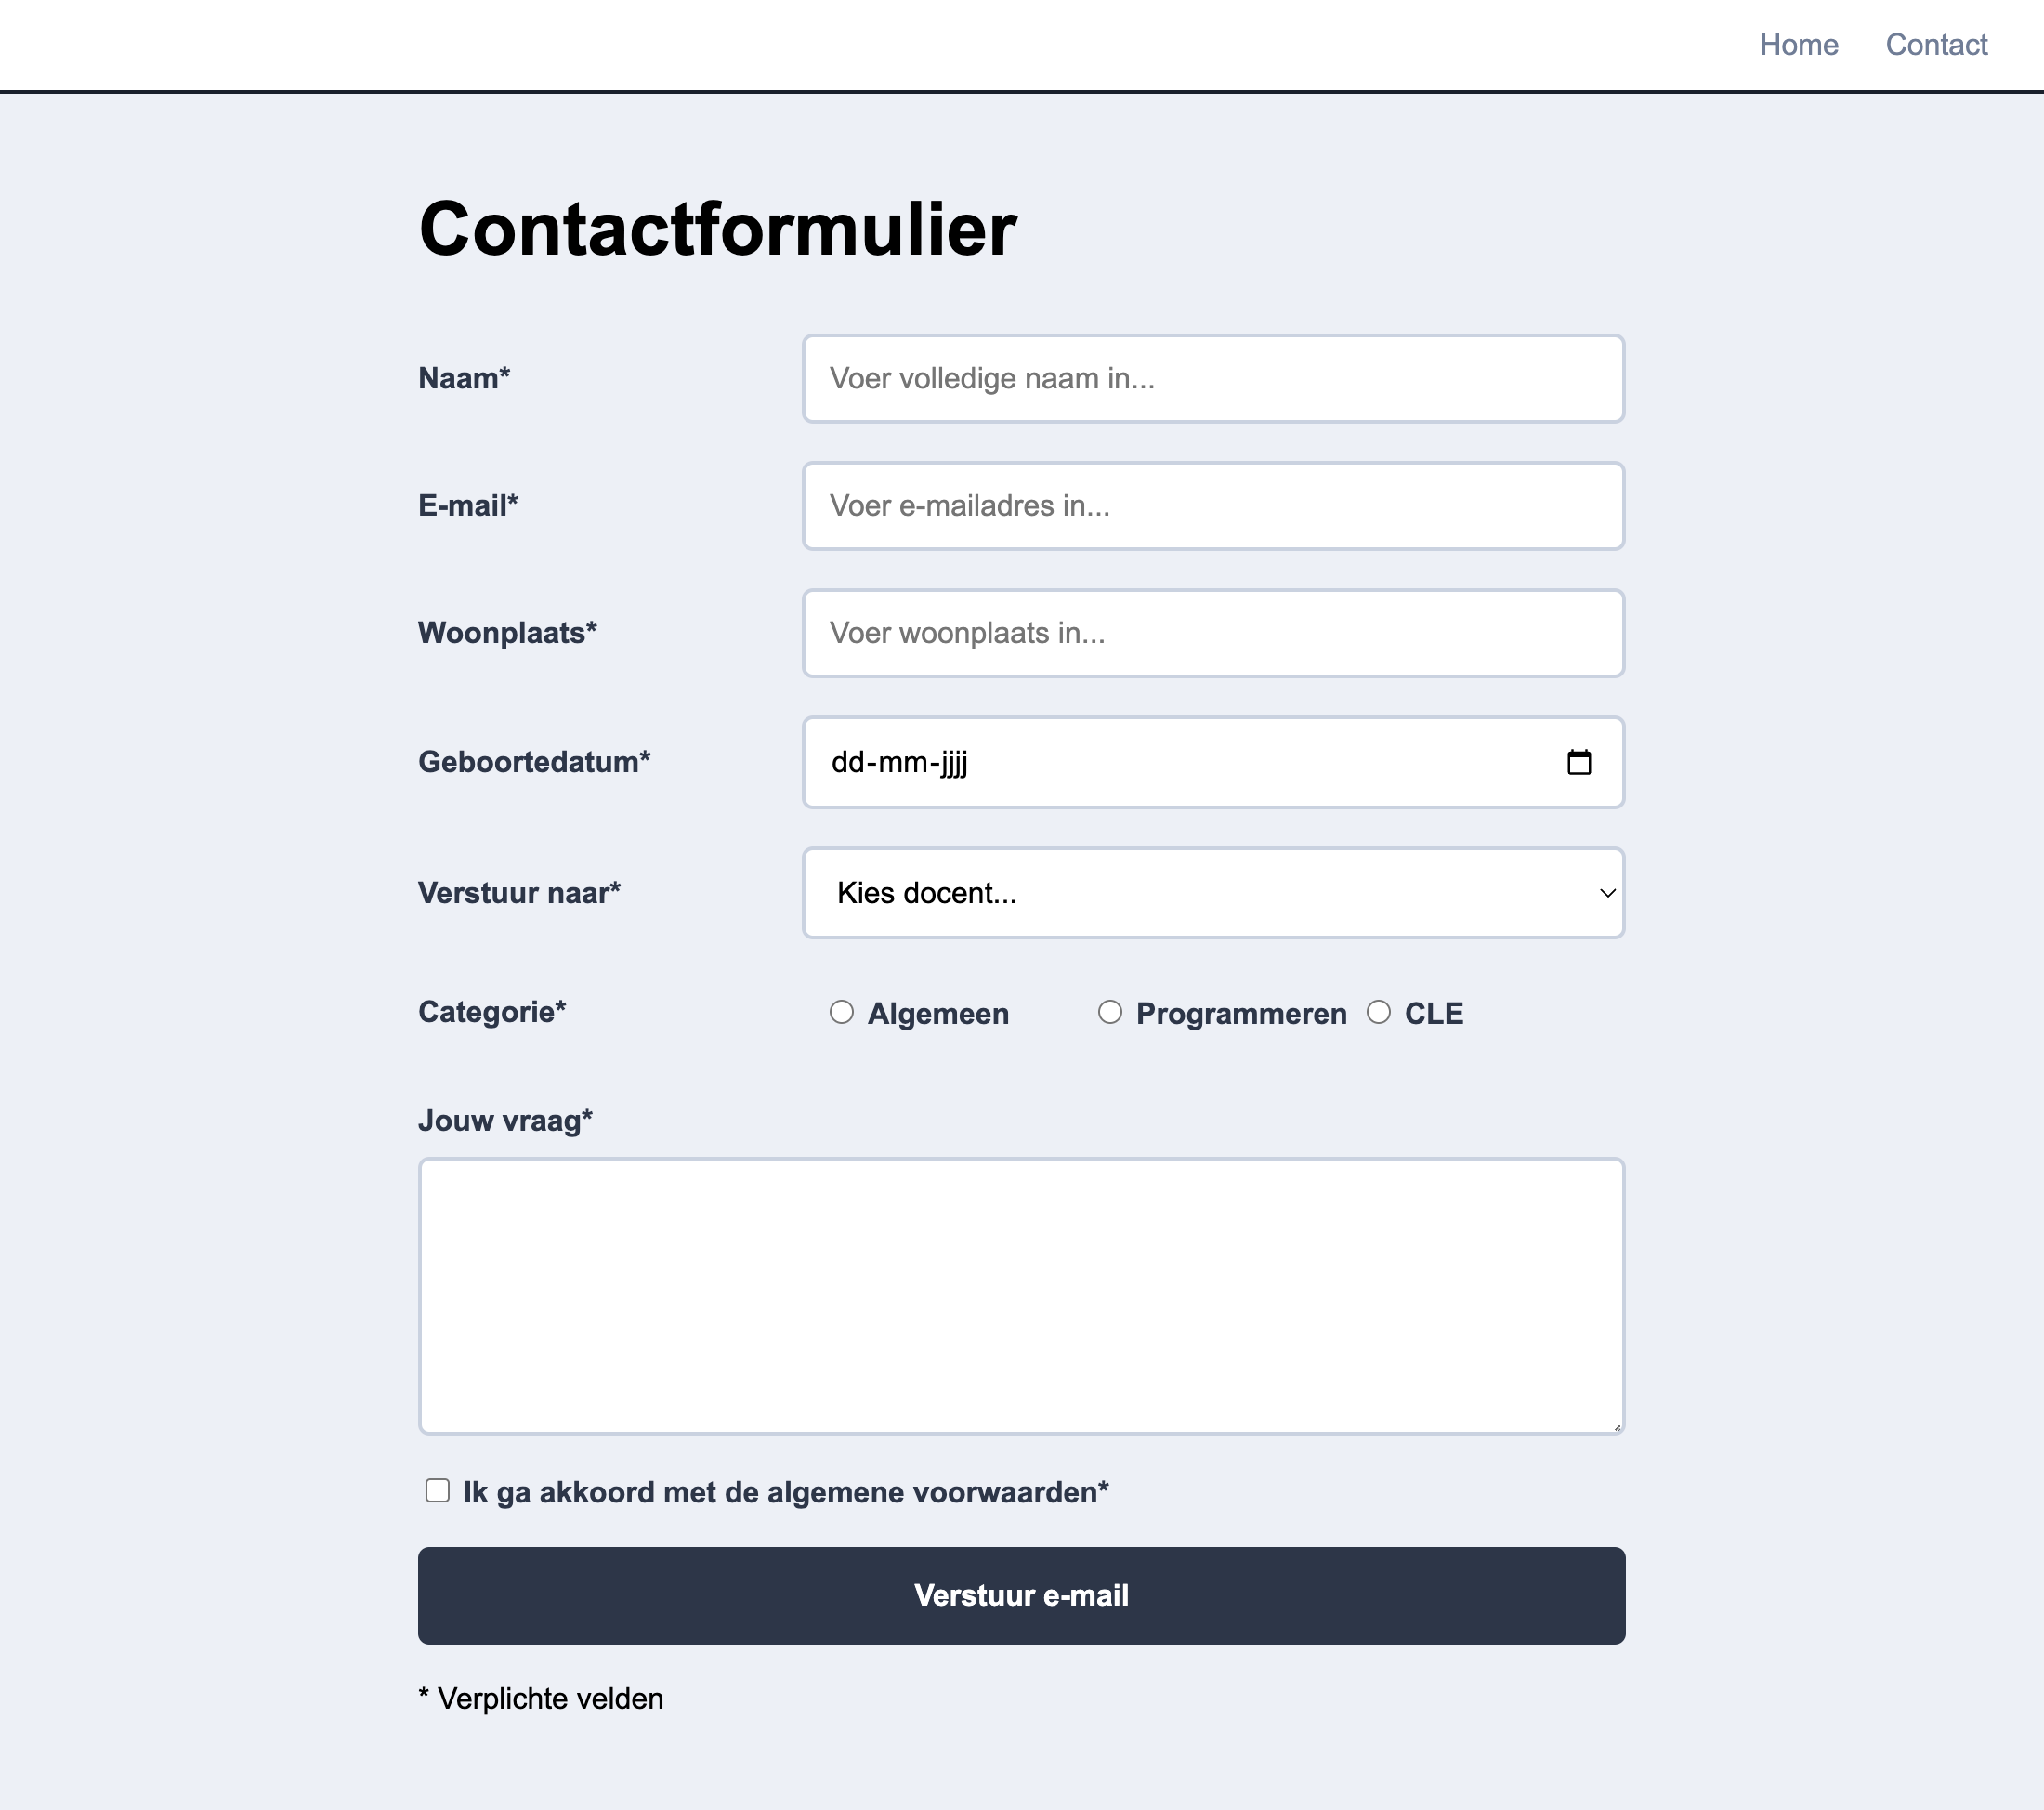 Home Contact
Contactformulier
Naam* Voer volledige naam in...
E-mail* Voer e-mailadres in...
Woonplaats* Voer woonplaats in...
Geboortedatum* dd-mm-jjjj
Verstuur naar* Kies docent...
Categorie* Algemeen Programmeren CLE
Jouw vraag*
Ik ga akkoord met de algemene voorwaarden*
Verstuur e-mail
* Verplichte velden